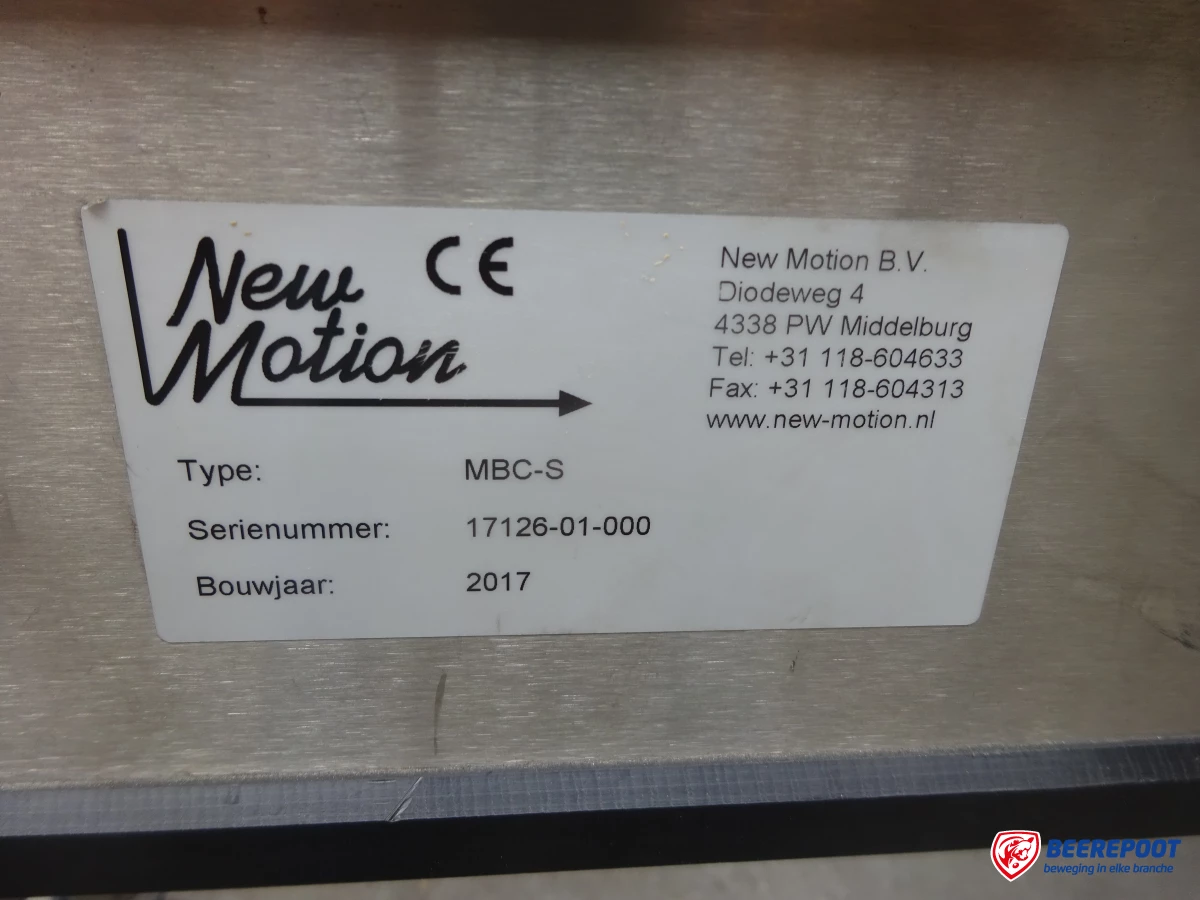 New
Motion
CE
New Motion B.V.
Diodeweg 4
4338 PW Middelburg
Tel: +31 118-604633
Fax: +31 118-604313
www.new-motion.nl
Type: MBC-S
Serienummer: 17126-01-000
Bouwjaar: 2017
BEEREPOOT
beweging in elke branche